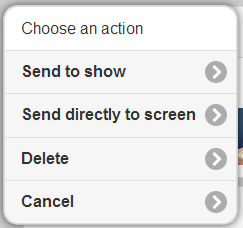 Choose an action
Send to show
Send directly to screen
Delete
Cancel